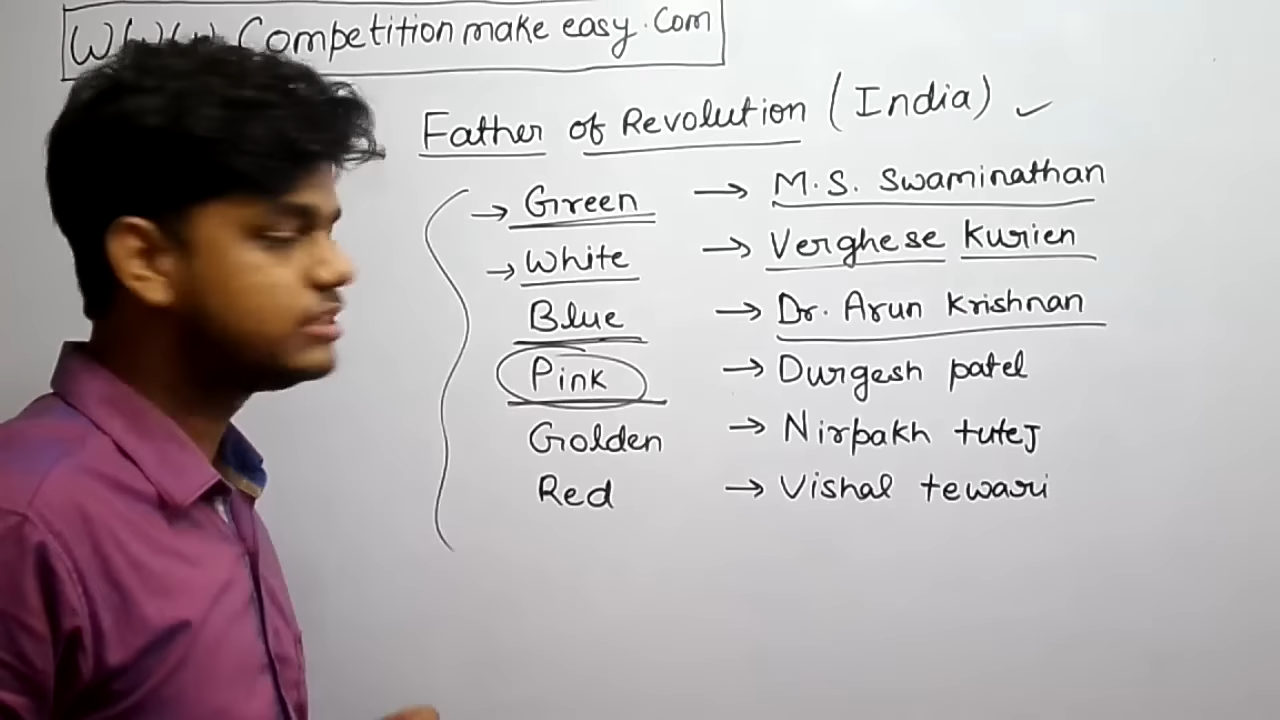 WWW Competition make easy.com
Father of Revolution (India) ✓
→ Green → M.S. Swaminathan
→ White → Verghese Kurien
Blue → Dr. Arun Krishnan
Pink → Durgesh patel
Golden → Nirpakh tutej
Red → Vishal tewari